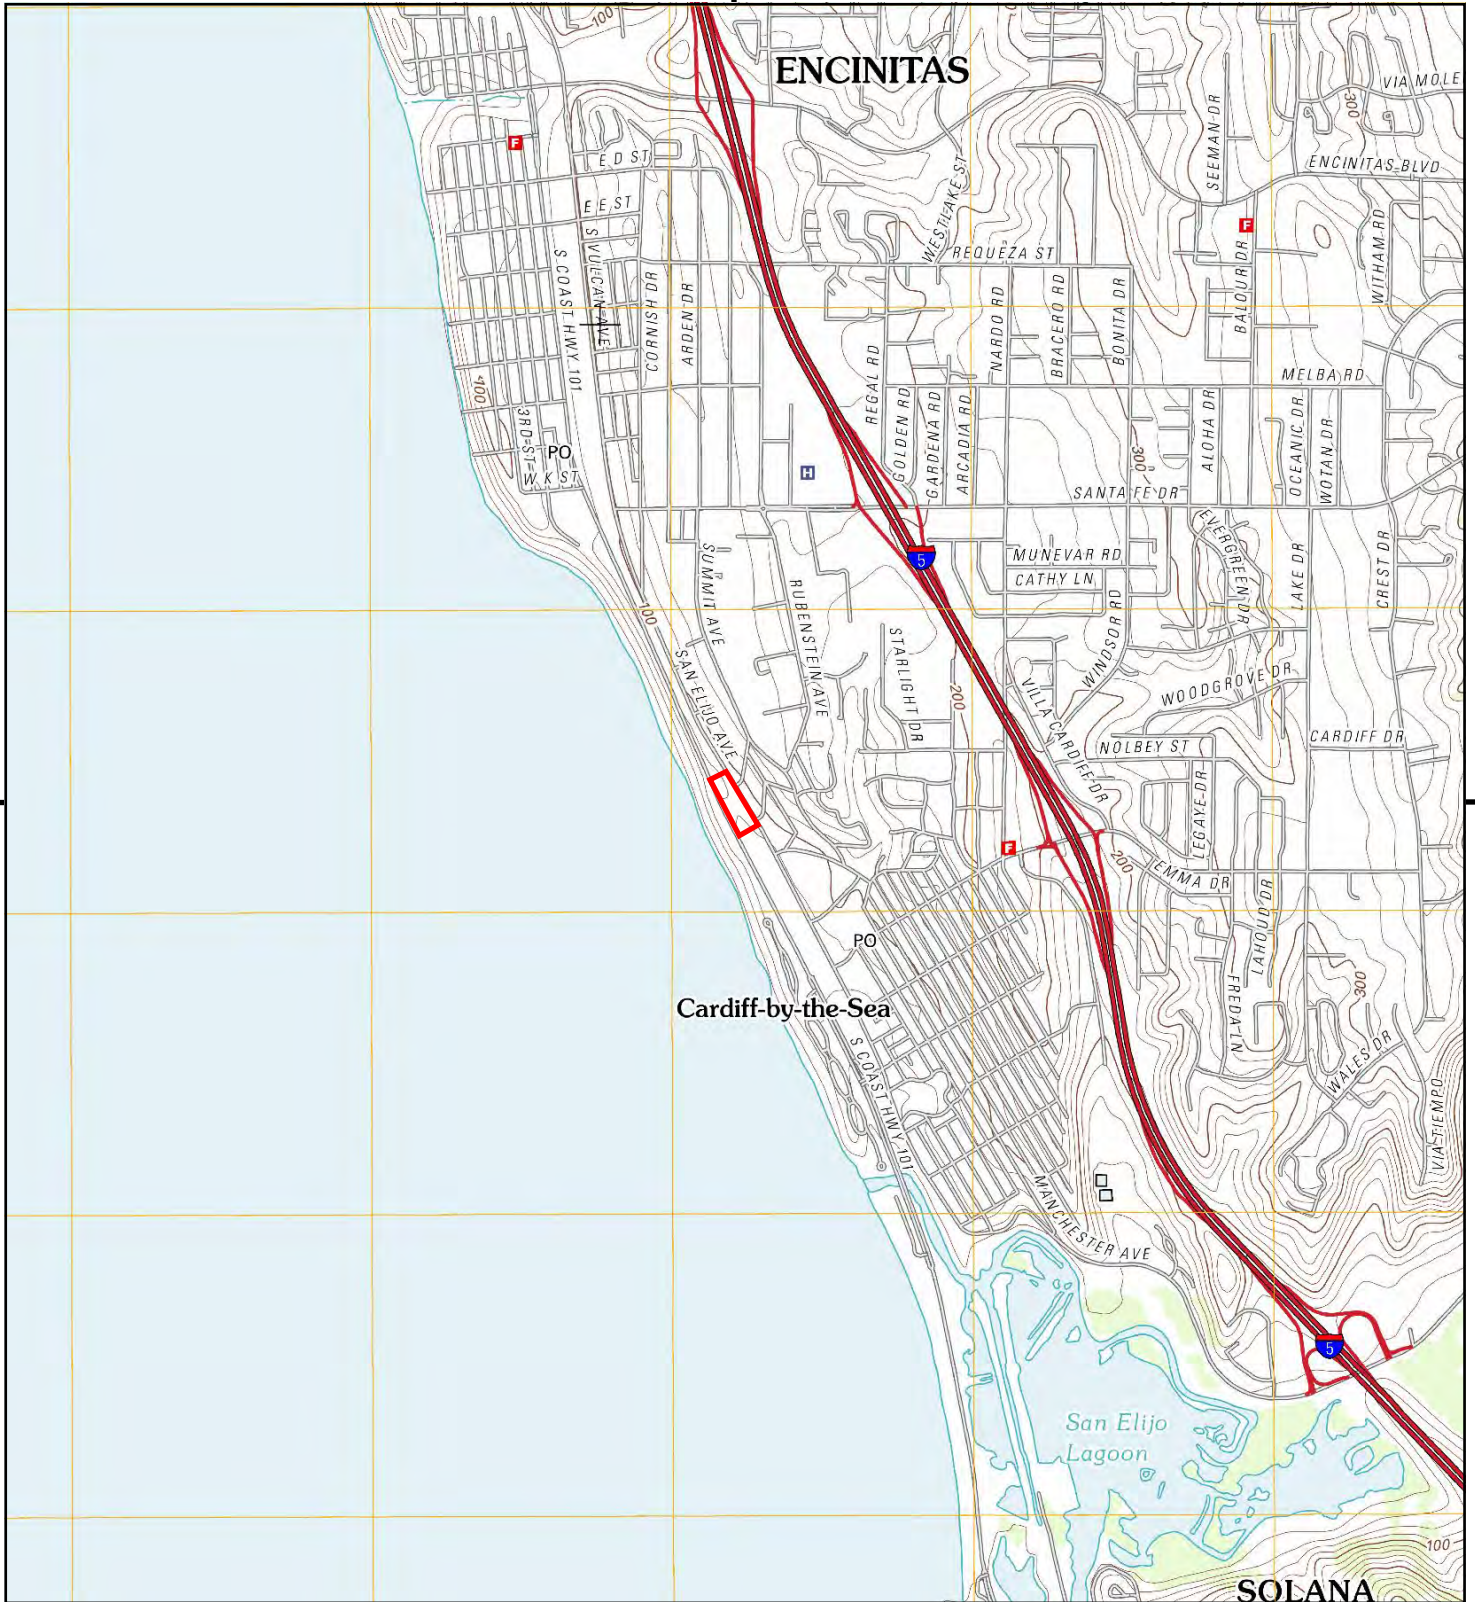 100
ENCINITAS
VIA MOLE
300
F
E D ST
SEEMAN DR
ENCINITAS BLVD
WESTLAKE ST
E E ST
F
S VULCAN AVE
REQUEZA ST
WITHAM RD
BALOUR DR
S COAST HWY 101
CORNISH DR
ARDEN DR
NARDO RD
BRACERO RD
BONITA DR
REGAL RD
MELBA RD
100
GOLDEN RD
GARDENA RD
ARCADIA RD
ALOHA DR
OCEANIC DR
WOTAN DR
3RD ST
PO
300
H
W K ST
SANTA FE DR
EVERGREEN DR
5
MUNEVAR RD
CATHY LN
LAKE DR
CREST DR
SUMMIT AVE
RUBENSTEIN AVE
100
WINDSOR RD
STARLIGHT DR
SAN ELIJO AVE
200
VILLA CARDIFF DR
WOODGROVE DR
NOLBEY ST
CARDIFF DR
LEGAYE DR
F
200
EMMA DR
LAHOUD DR
PO
FREDA LN
300
Cardiff-by-the-Sea
S COAST HWY 101
WALES DR
VIA TIEMPO
MANCHESTER AVE
5
San Elijo
Lagoon
100
SOLANA